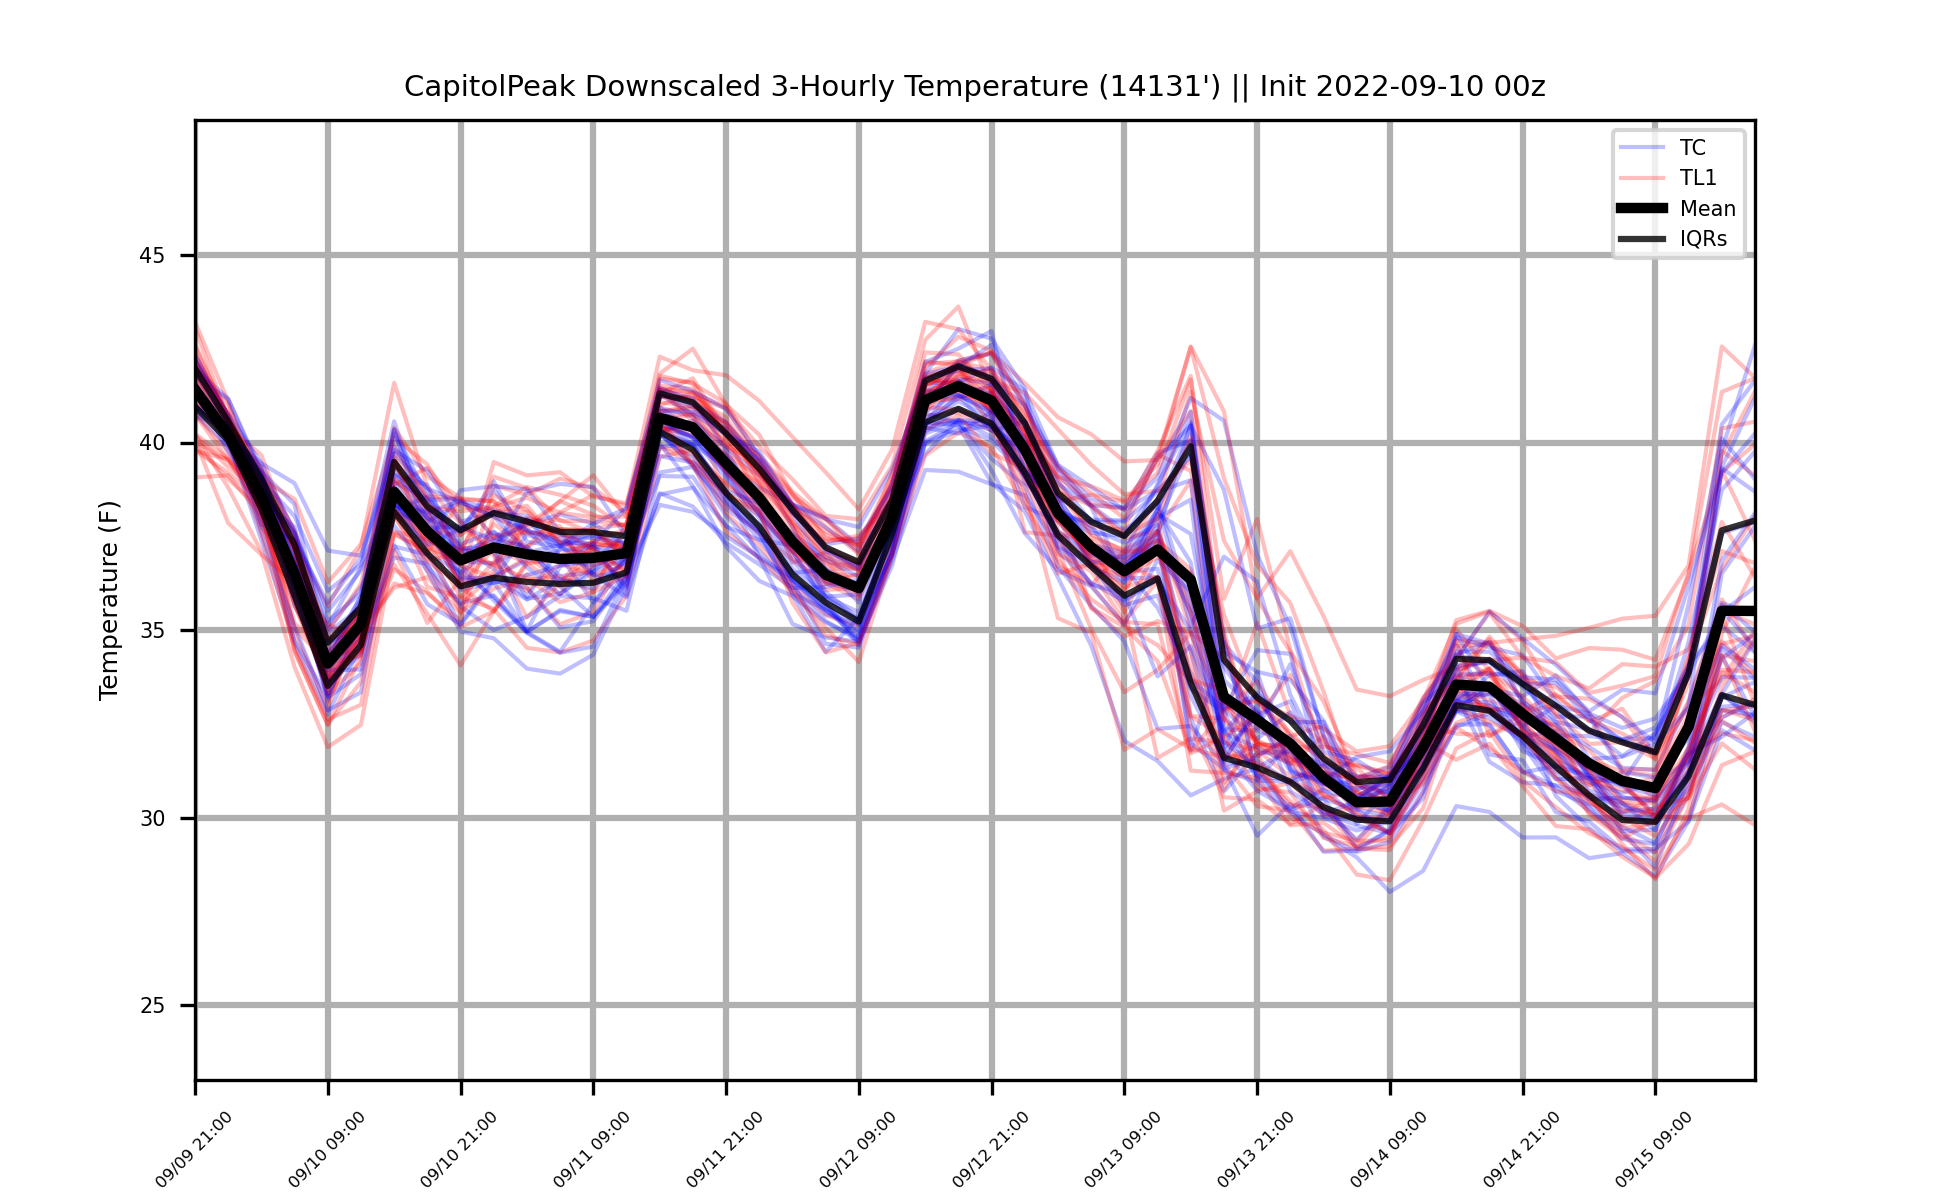 CapitolPeak Downscaled 3-Hourly Temperature (14131') || Init 2022-09-10 00z
TC
TL1
Mean
IQRs
Temperature (F)
45
40
35
30
25
09/09 21:00
09/10 09:00
09/10 21:00
09/11 09:00
09/11 21:00
09/12 09:00
09/12 21:00
09/13 09:00
09/13 21:00
09/14 09:00
09/14 21:00
09/15 09:00